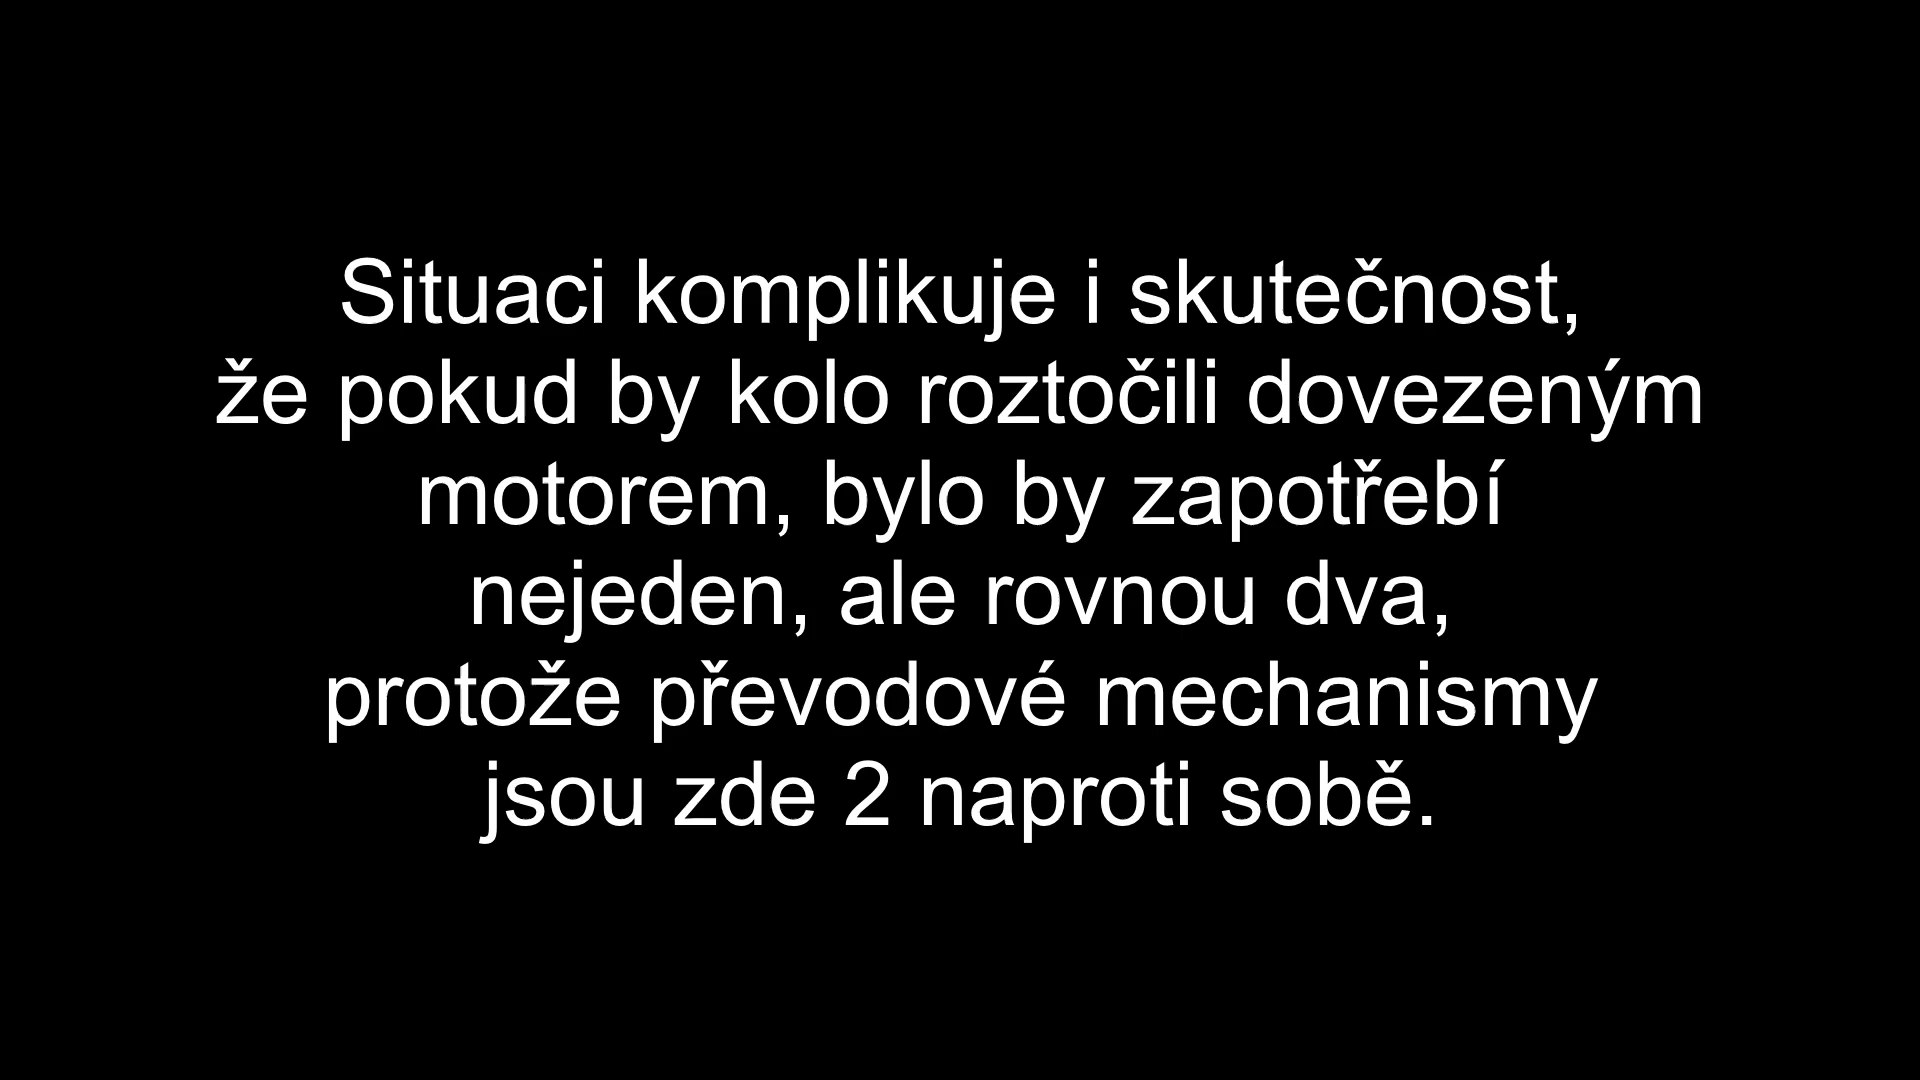 Situaci komplikuje i skutečnost,
že pokud by kolo roztočili dovezeným
motorem, bylo by zapotřebí
nejeden, ale rovnou dva,
protože převodové mechanismy
jsou zde 2 naproti sobě.